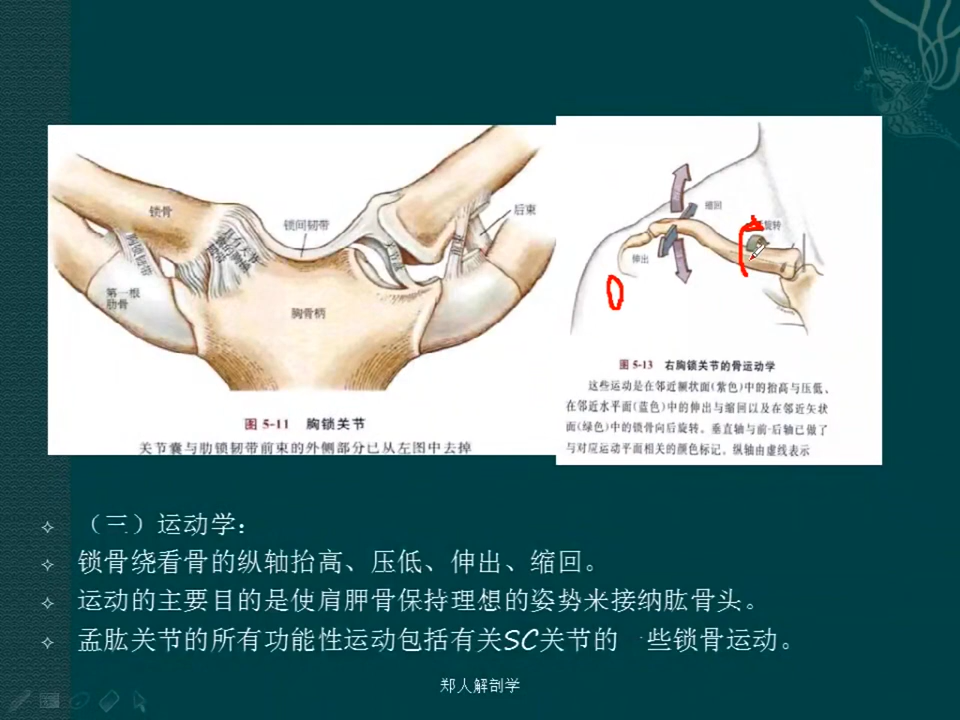 锁骨
锁间韧带
后束
肋锁韧带
第一根
肋骨
胸骨柄
图 5-11 胸锁关节
关节囊与肋锁韧带前束的外侧部分已从左图中去掉
缩回
旋转
伸出
图 5-13 右胸锁关节的骨运动学
这些运动是在邻近额状面(紫色)中的抬高与压低、
在邻近水平面(蓝色)中的伸出与缩回以及在邻近矢状
面(绿色)中的锁骨向后旋转。垂直轴与前-后轴已做了
与对应运动平面相关的颜色标记。纵轴由虚线表示
（三）运动学：
锁骨绕看骨的纵轴抬高、压低、伸出、缩回。
运动的主要目的是使肩胛骨保持理想的姿势来接纳肱骨头。
孟肱关节的所有功能性运动包括有关SC关节的一些锁骨运动。
郑人解剖学